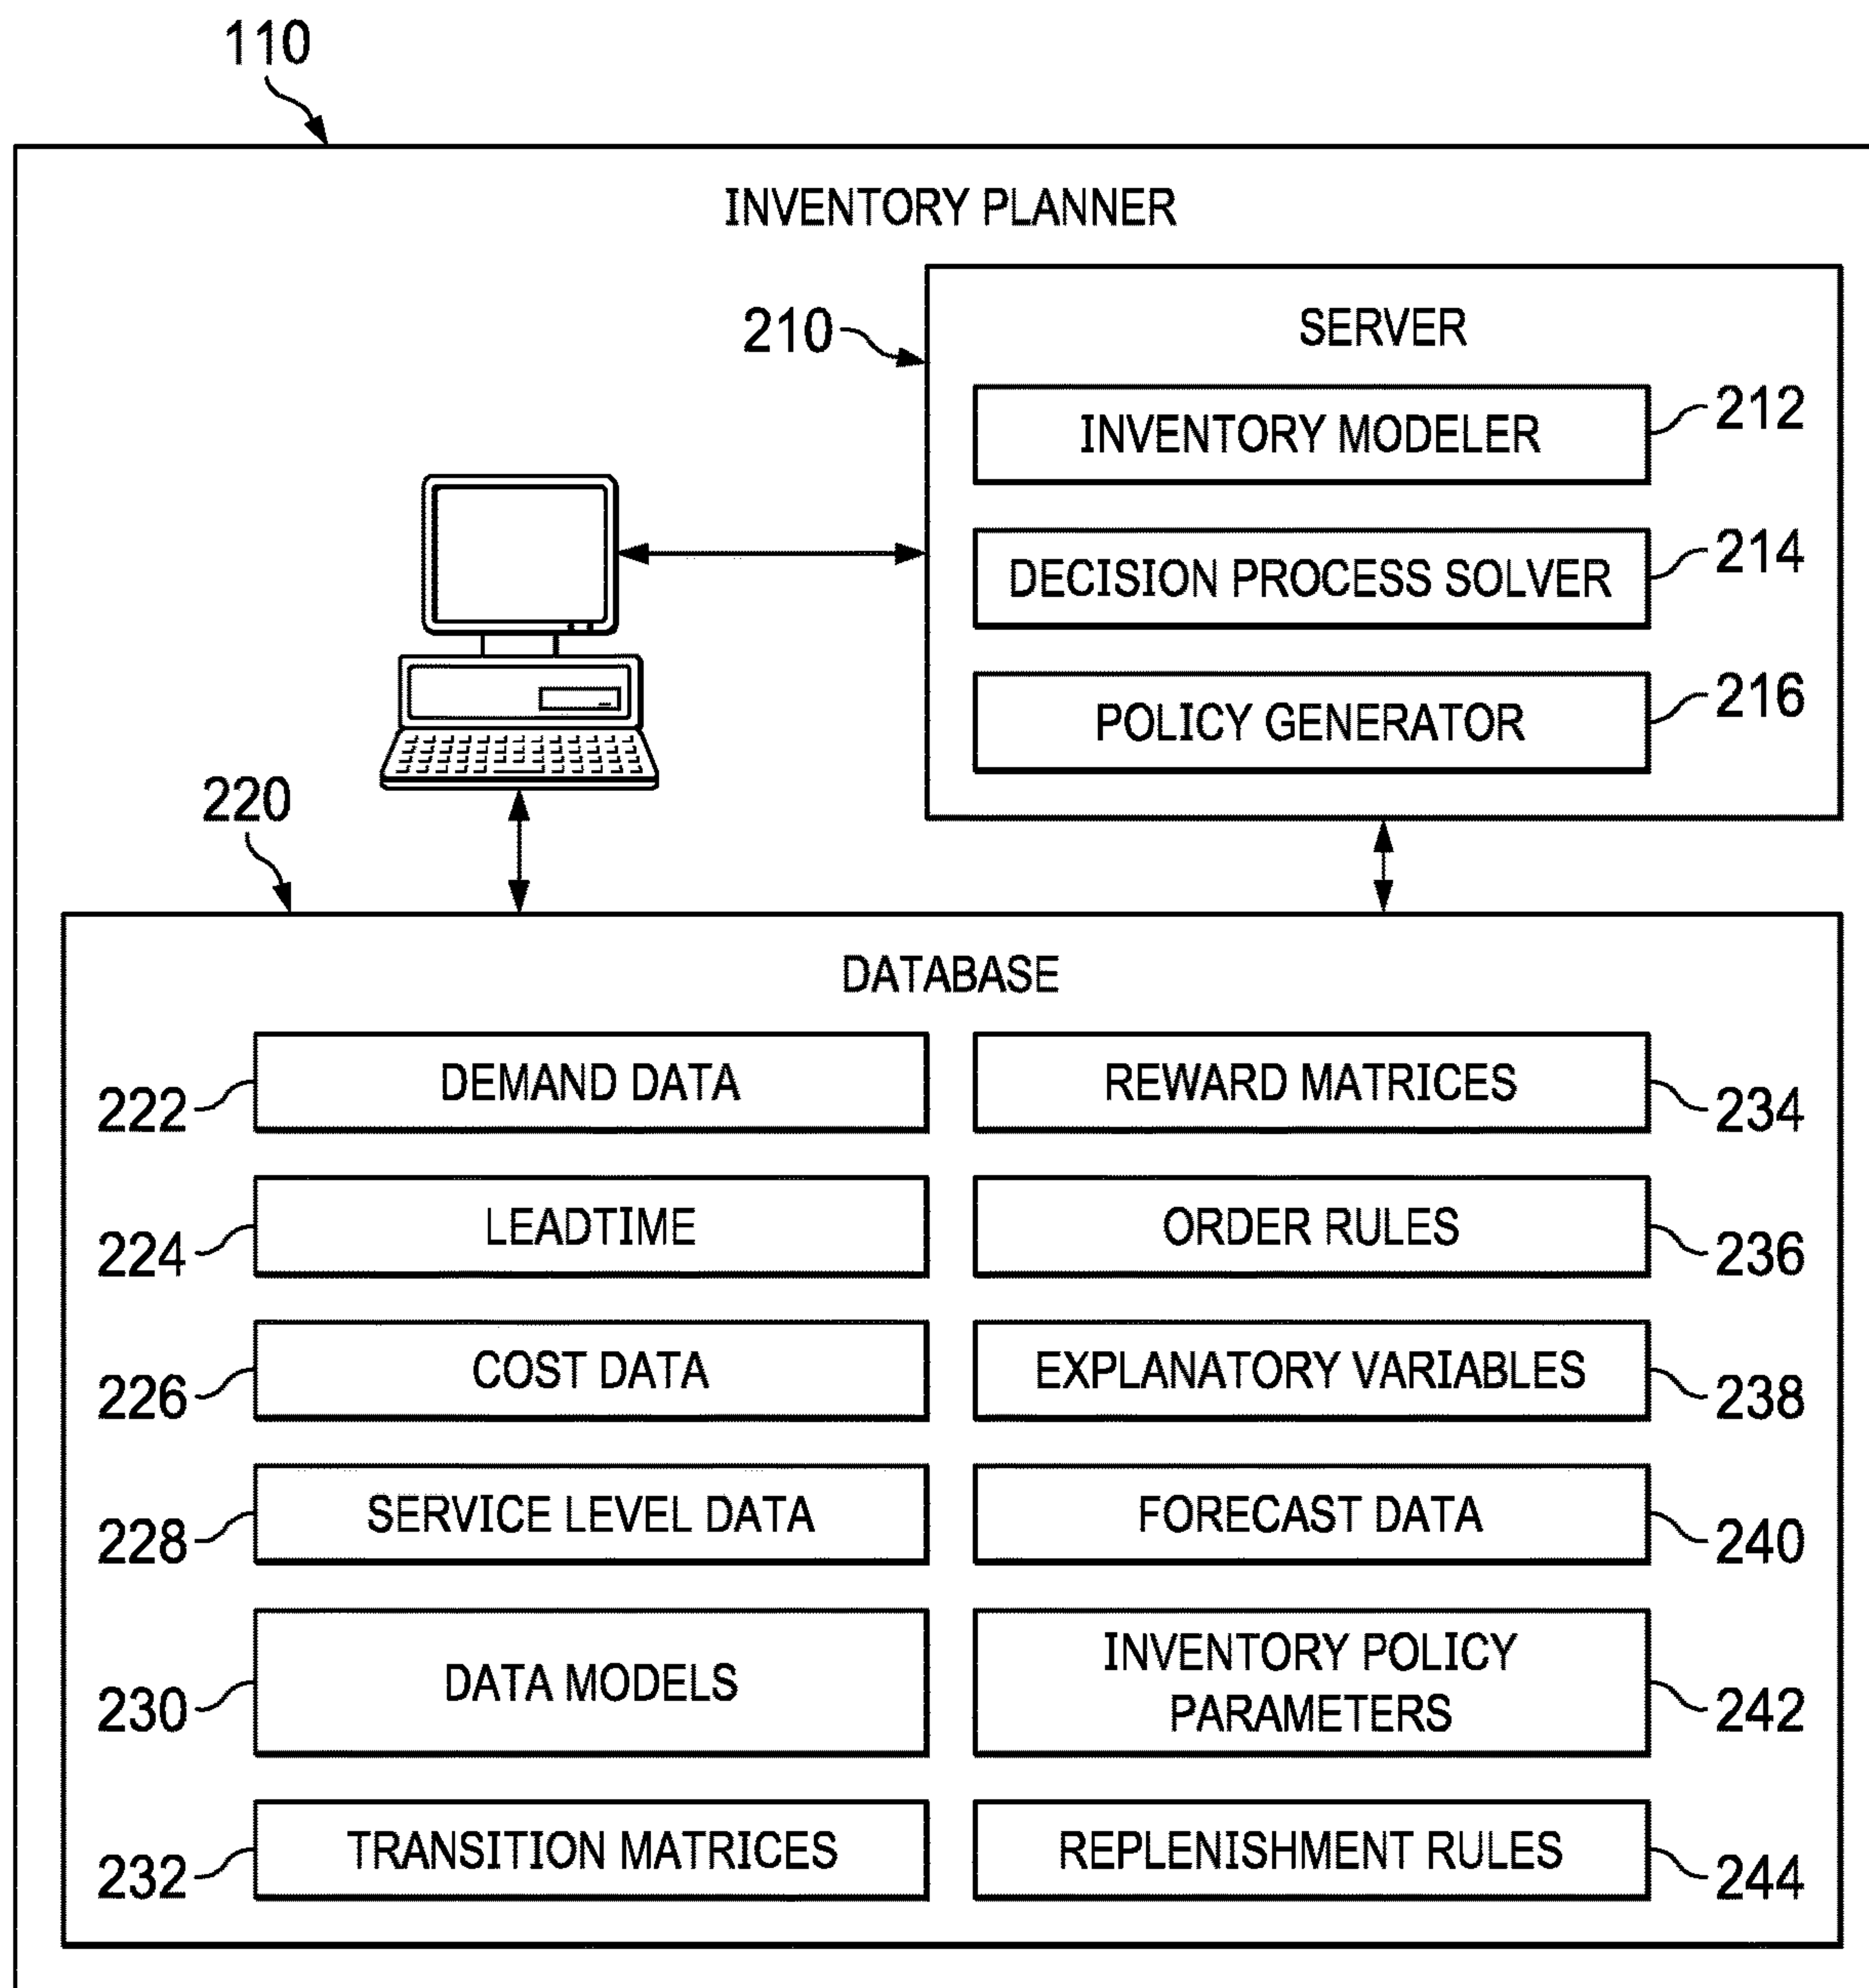 110
INVENTORY PLANNER
210
SERVER
INVENTORY MODELER
212
DECISION PROCESS SOLVER
214
POLICY GENERATOR
216
220
DATABASE
222
DEMAND DATA
REWARD MATRICES
234
224
LEADTIME
ORDER RULES
236
226
COST DATA
EXPLANATORY VARIABLES
238
228
SERVICE LEVEL DATA
FORECAST DATA
240
230
DATA MODELS
INVENTORY POLICY
PARAMETERS
242
232
TRANSITION MATRICES
REPLENISHMENT RULES
244